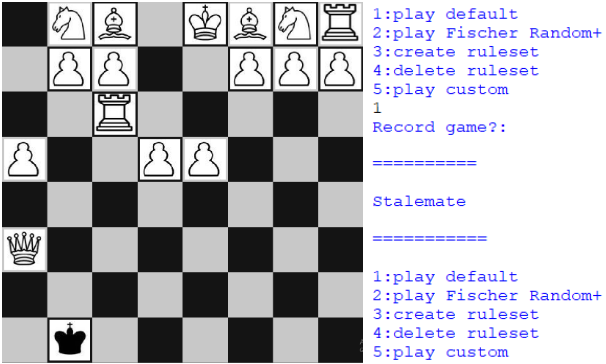 1:play default
2:play Fischer Random+
3:create ruleset
4:delete ruleset
5:play custom
1
Record game?:
==========
Stalemate
===========
1:play default
2:play Fischer Random+
3:create ruleset
4:delete ruleset
5:play custom